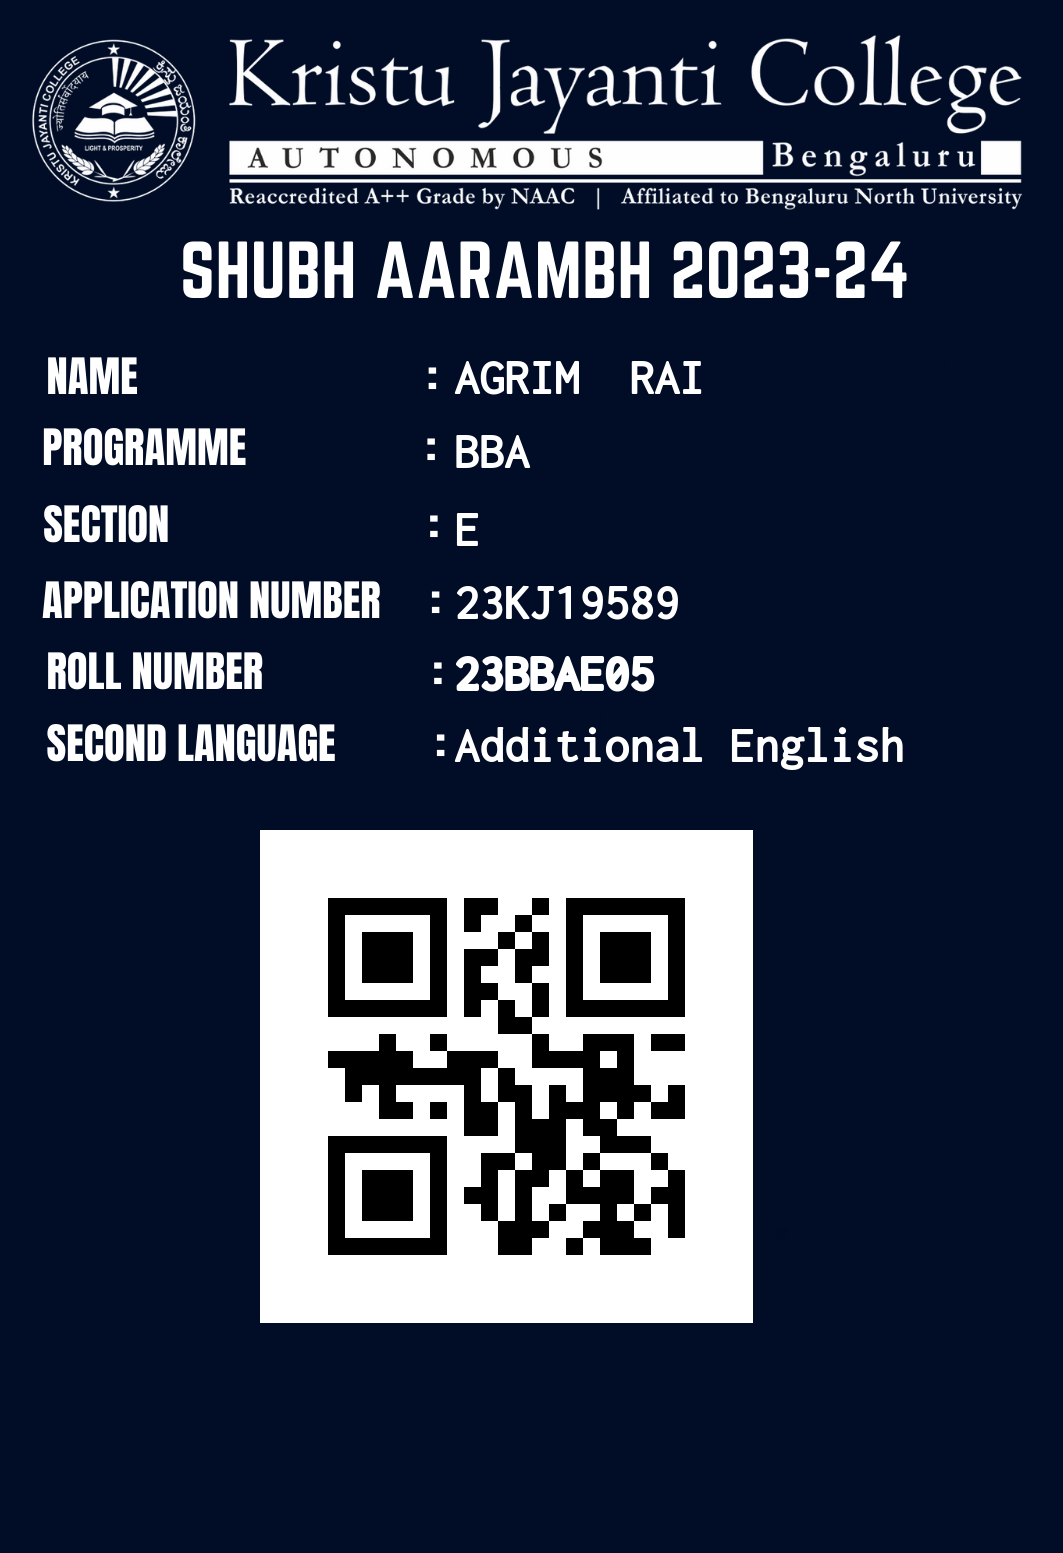 KRISTU JAYANTI COLLEGE
ಕ್ರಿಸ್ತು ಜಯಂತಿ ಕಾಲೇಜು
ज्योतिर्समृद्धिदायाय
LIGHT & PROSPERITY
Kristu Jayanti College
AUTONOMOUS Bengaluru
Reaccredited A++ Grade by NAAC | Affiliated to Bengaluru North University
SHUBH AARAMBH 2023-24
NAME : AGRIM RAI
PROGRAMME : BBA
SECTION : E
APPLICATION NUMBER : 23KJ19589
ROLL NUMBER : 23BBAE05
SECOND LANGUAGE :Additional English